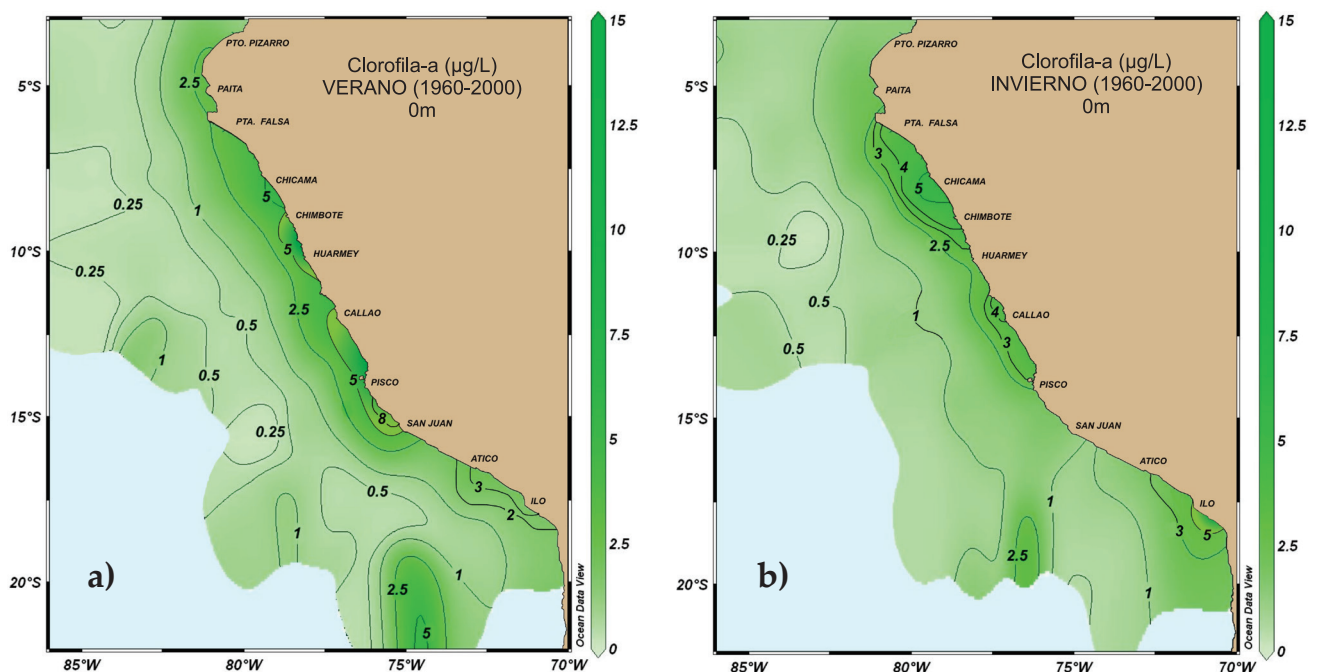 Clorofila-a (µg/L)
VERANO (1960-2000)
0m
PTO. PIZARRO
2.5
PAITA
PTA. FALSA
CHICAMA
5
0.25
1
CHIMBOTE
5
HUARMEY
0.25
2.5
CALLAO
0.5
1
5
PISCO
0.5
8
SAN JUAN
0.25
ATICO
3
0.5
ILO
2
1
1
2.5
5
a)
5°S
10°S
15°S
20°S
85°W
80°W
75°W
70°W
15
12.5
10
7.5
5
2.5
0
Ocean Data View
Clorofila-a (µg/L)
INVIERNO (1960-2000)
0m
PTO. PIZARRO
PAITA
PTA. FALSA
3
4
CHICAMA
5
CHIMBOTE
0.25
2.5
HUARMEY
0.5
4
CALLAO
1
3
0.5
PISCO
SAN JUAN
ATICO
1
ILO
3
5
2.5
1
b)
5°S
10°S
15°S
20°S
85°W
80°W
75°W
70°W
15
12.5
10
7.5
5
2.5
0
Ocean Data View